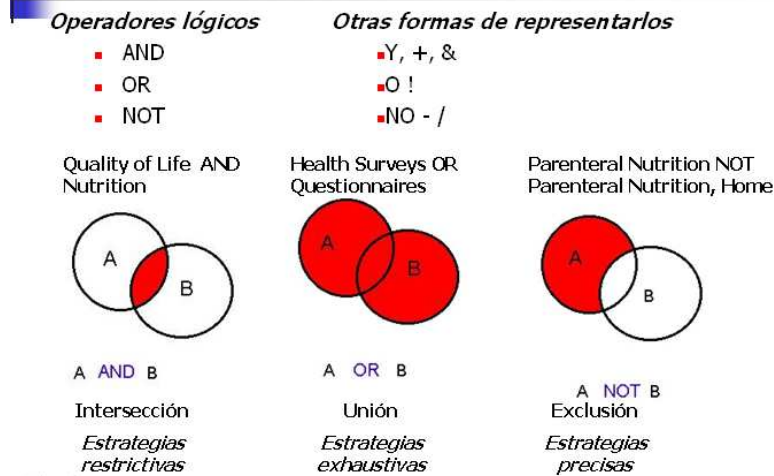 Operadores lógicos
Otras formas de representarlos
AND
OR
NOT
Y, +, &
O !
NO - /
Quality of Life AND
Nutrition
Health Surveys OR
Questionnaires
Parenteral Nutrition NOT
Parenteral Nutrition, Home
A
B
A
B
A
B
A AND B
A OR B
A NOT B
Intersección
Unión
Exclusión
Estrategias
restrictivas
Estrategias
exhaustivas
Estrategias
precisas